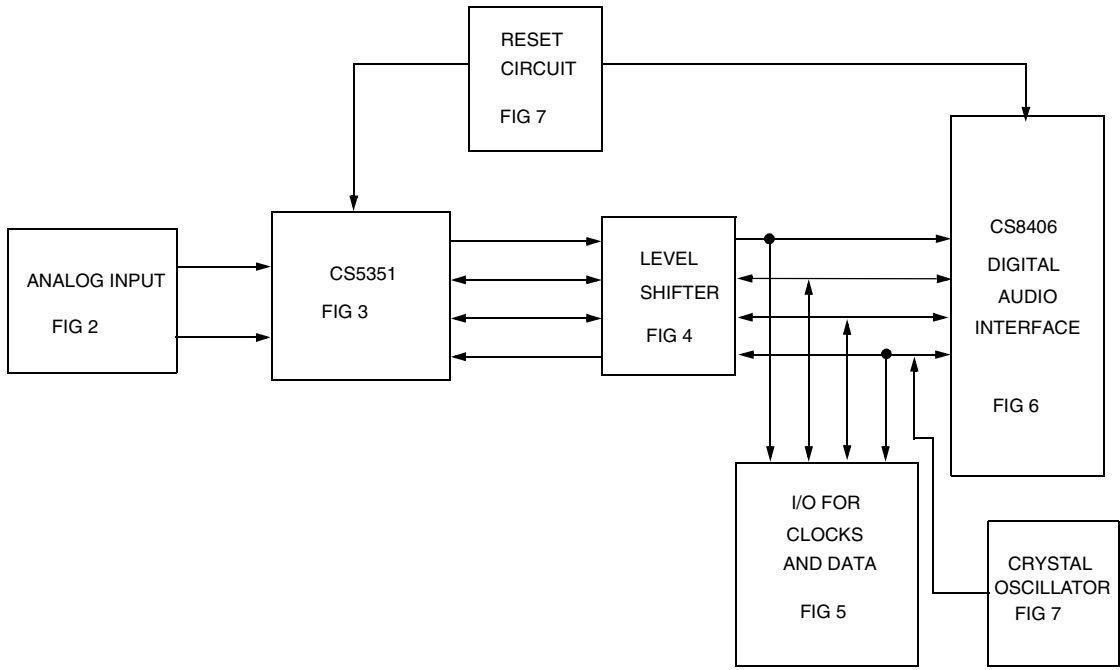 RESET
CIRCUIT
FIG 7
ANALOG INPUT
FIG 2
CS5351
FIG 3
LEVEL
SHIFTER
FIG 4
CS8406
DIGITAL
AUDIO
INTERFACE
FIG 6
I/O FOR
CLOCKS
AND DATA
FIG 5
CRYSTAL
OSCILLATOR
FIG 7